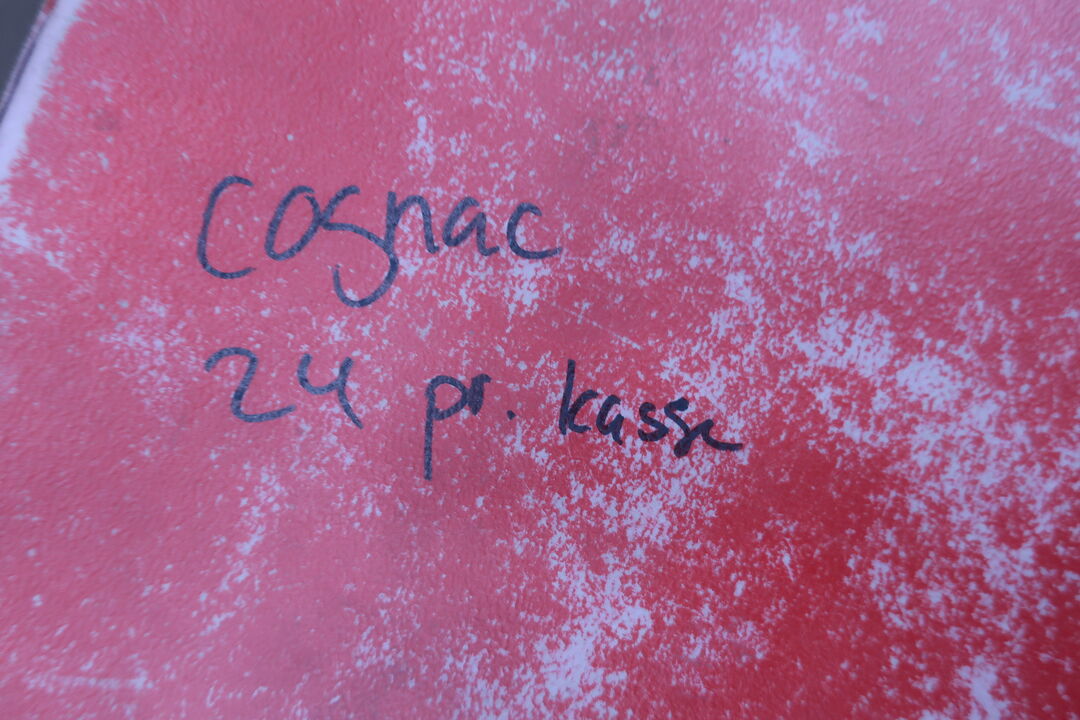 cognac
24 pr. kasse